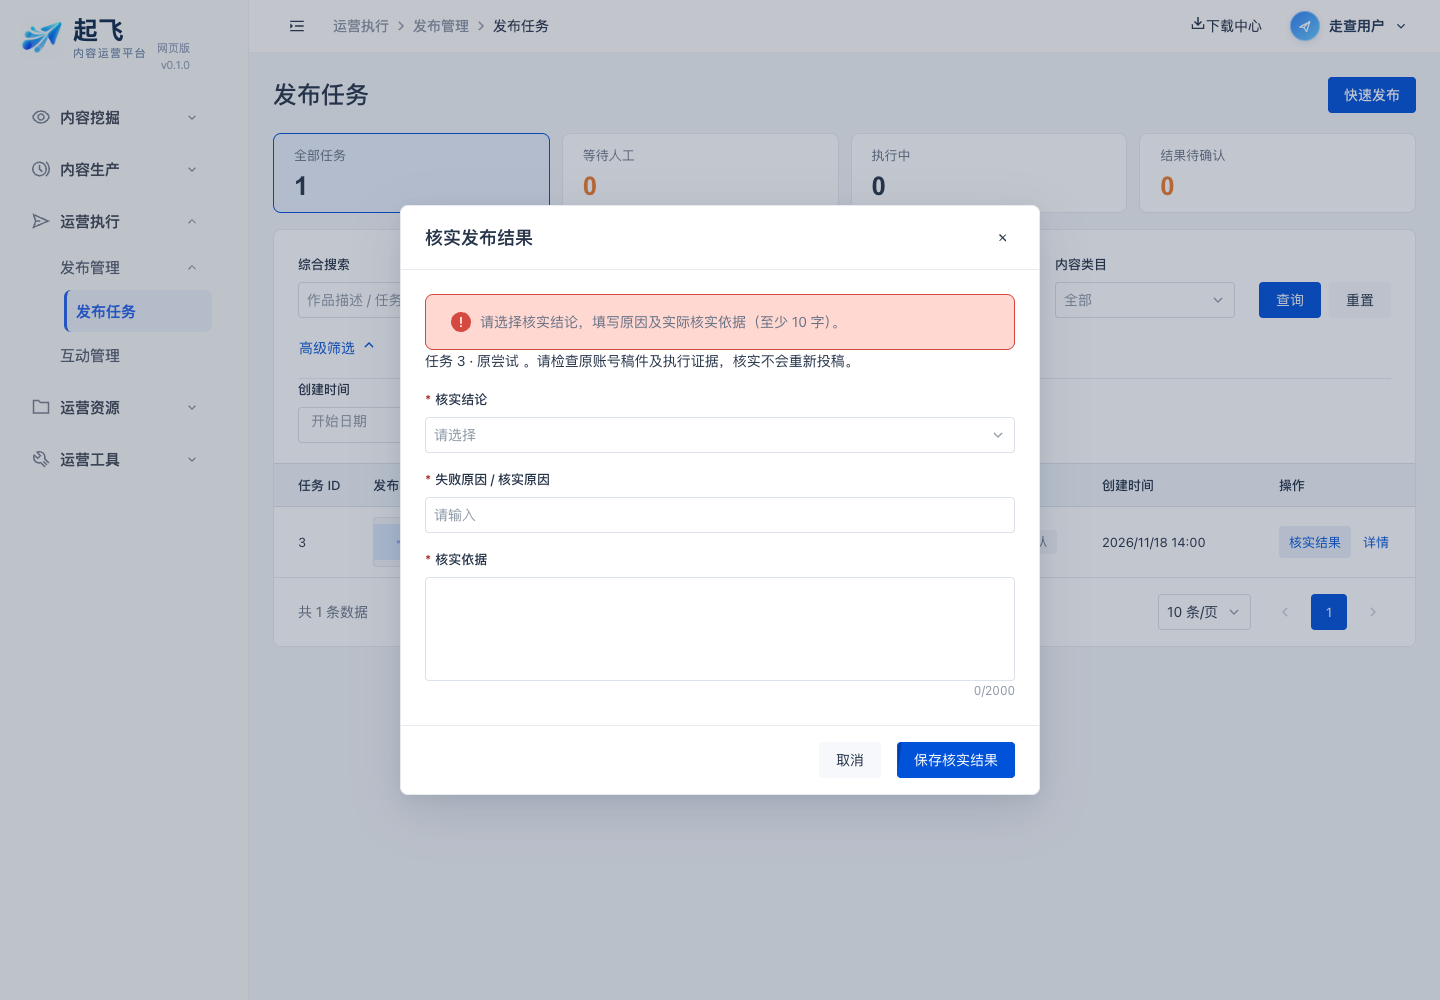 起飞
内容运营平台
网页版
v0.1.0
内容挖掘
内容生产
运营执行
发布管理
发布任务
互动管理
运营资源
运营工具
运营执行 > 发布管理 > 发布任务
下载中心
走查用户
发布任务
快速发布
全部任务
1
等待人工
0
执行中
0
结果待确认
0
综合搜索
作品描述 / 任务
内容类目
全部
查询
重置
高级筛选
创建时间
开始日期
任务 ID
发布
创建时间
操作
3
2026/11/18 14:00
核实结果
详情
共 1 条数据
10 条/页
1
核实发布结果
请选择核实结论，填写原因及实际核实依据（至少 10 字）。
任务 3 · 原尝试 。请检查原账号稿件及执行证据，核实不会重新投稿。
* 核实结论
请选择
* 失败原因 / 核实原因
请输入
* 核实依据
0/2000
取消
保存核实结果